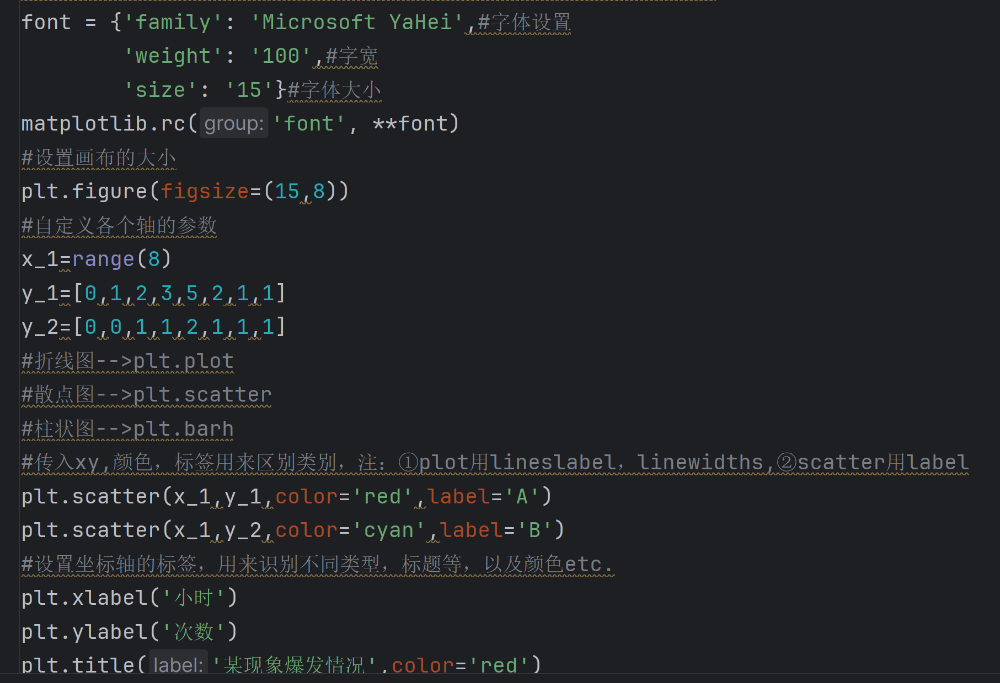 font = {'family': 'Microsoft YaHei',#字体设置
        'weight': '100',#字宽
        'size': '15'}#字体大小
matplotlib.rc(group: 'font', **font)
#设置画布的大小
plt.figure(figsize=(15,8))
#自定义各个轴的参数
x_1=range(8)
y_1=[0,1,2,3,5,2,1,1]
y_2=[0,0,1,1,2,1,1,1]
#折线图-->plt.plot
#散点图-->plt.scatter
#柱状图-->plt.barh
#传入xy,颜色，标签用来区别类别，注：①plot用lineslabel，linewidths,②scatter用label
plt.scatter(x_1,y_1,color='red',label='A')
plt.scatter(x_1,y_2,color='cyan',label='B')
#设置坐标轴的标签，用来识别不同类型，标题等，以及颜色etc.
plt.xlabel('小时')
plt.ylabel('次数')
plt.title(label: '某现象爆发情况',color='red')